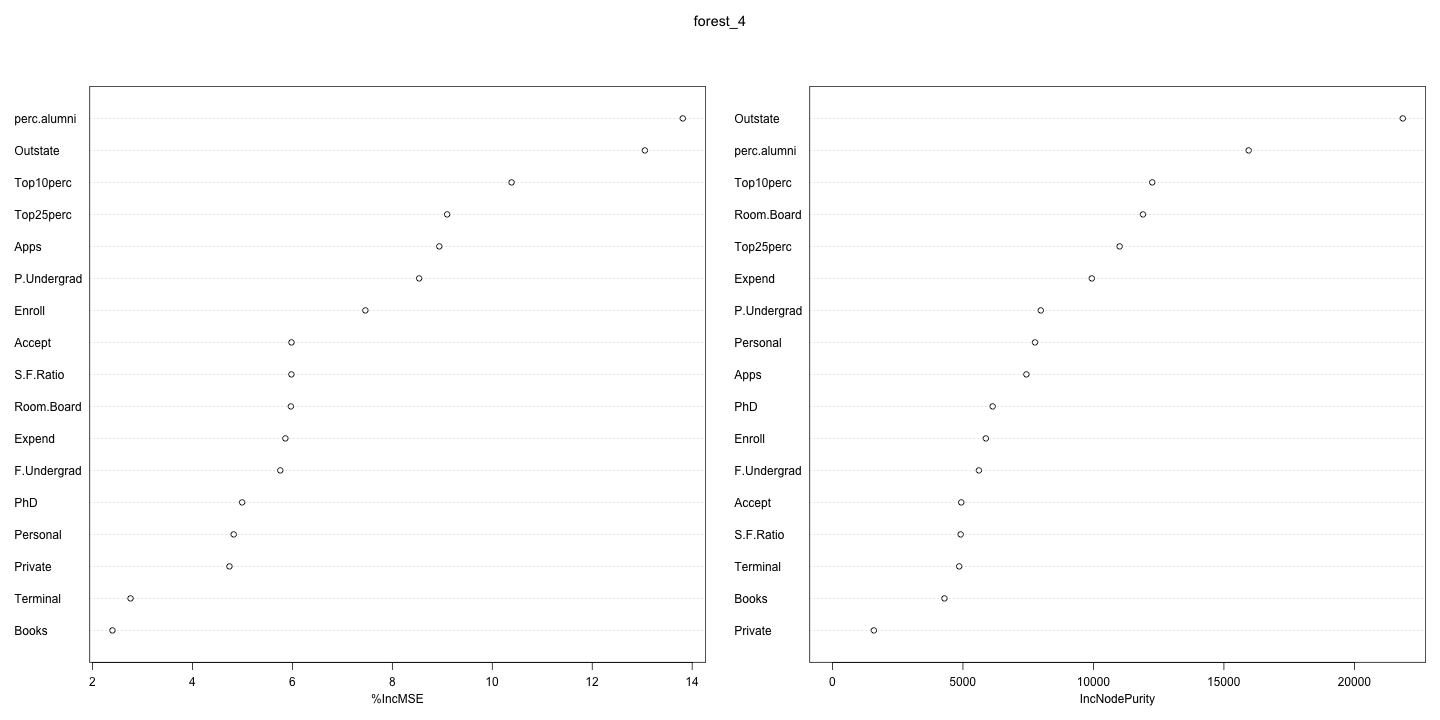 forest_4
perc.alumni
Outstate
Top10perc
Top25perc
Apps
P.Undergrad
Enroll
Accept
S.F.Ratio
Room.Board
Expend
F.Undergrad
PhD
Personal
Private
Terminal
Books
2 4 6 8 10 12 14
%IncMSE
Outstate
perc.alumni
Top10perc
Room.Board
Top25perc
Expend
P.Undergrad
Personal
Apps
PhD
Enroll
F.Undergrad
Accept
S.F.Ratio
Terminal
Books
Private
0 5000 10000 15000 20000
IncNodePurity